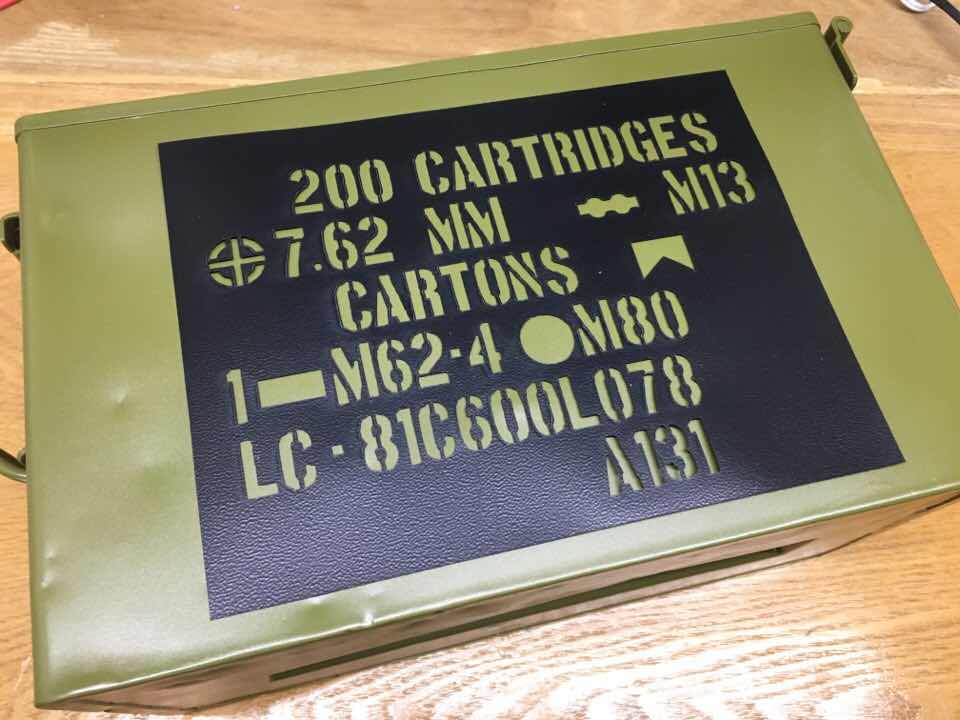 200 CARTRIDGES
7.62 MM M13
CARTONS
1 M62-4 M80
LC-81C600L078
A131